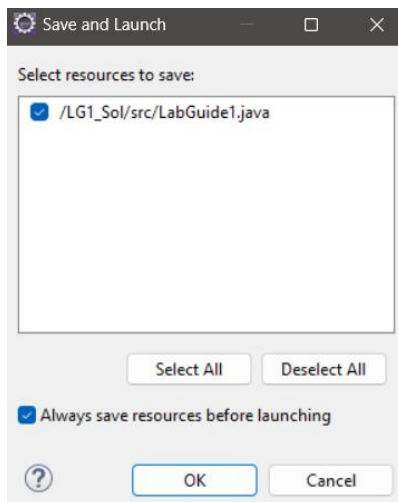 Save and Launch
Select resources to save:
/LG1_Sol/src/LabGuide1.java
Select All Deselect All
Always save resources before launching
? OK Cancel